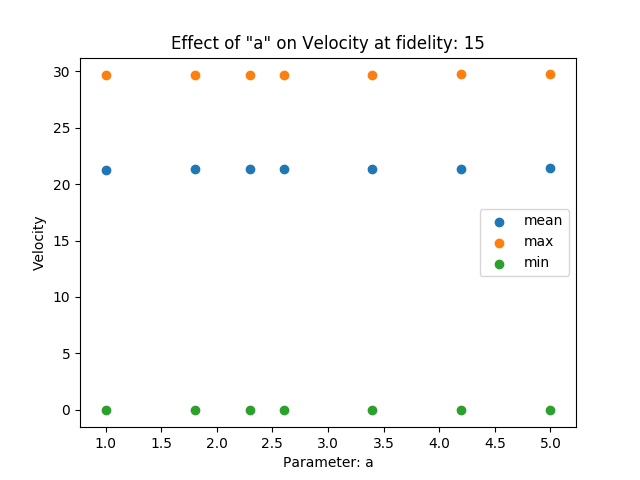 Effect of "a" on Velocity at fidelity: 15
30
25
20
15
10
5
0
Velocity
mean
max
min
1.0 1.5 2.0 2.5 3.0 3.5 4.0 4.5 5.0
Parameter: a